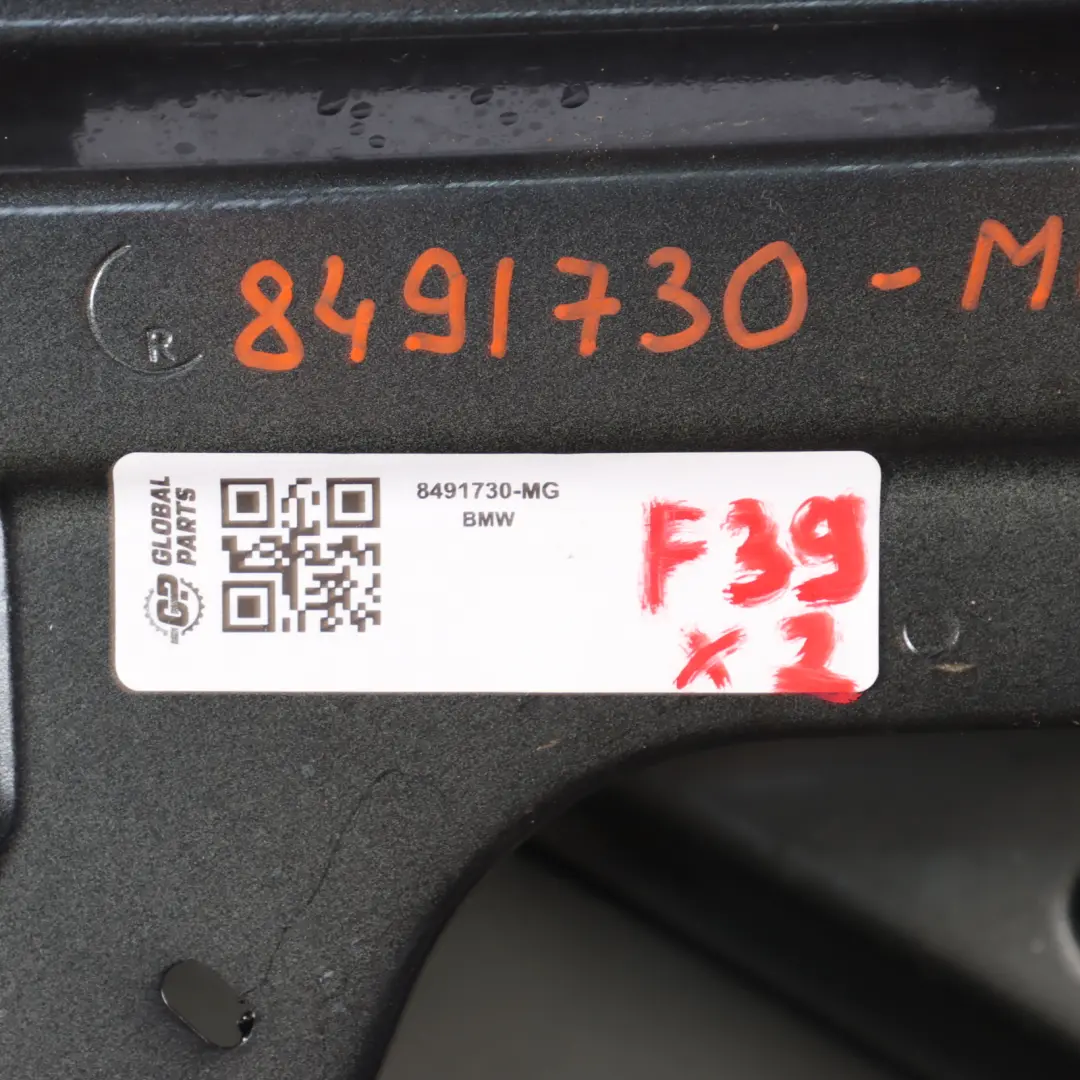 8491730-M
R
GLOBAL
PARTS
8491730-MG
BMW
F39
X2